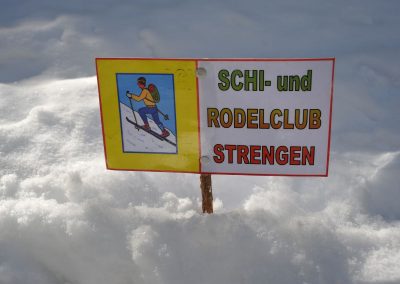 SCHI- und
RODELCLUB
STRENGEN